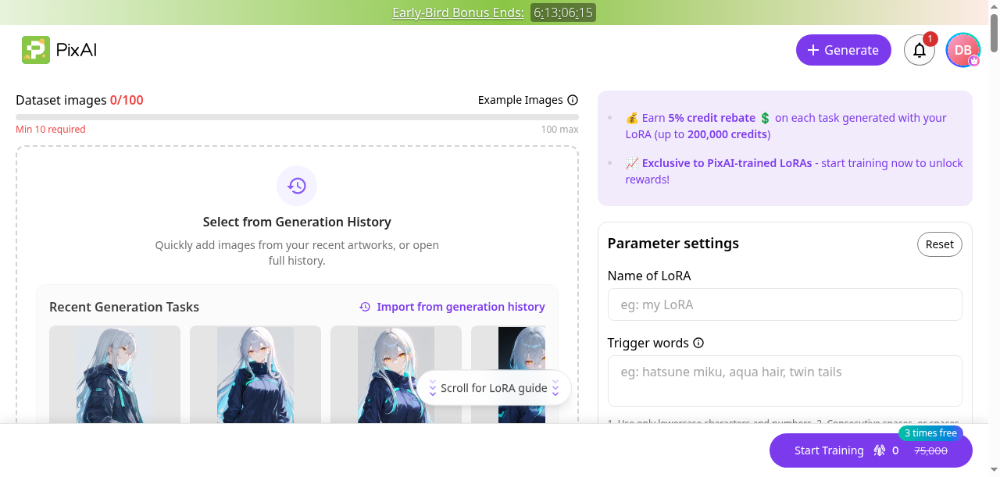 Early-Bird Bonus Ends: 6:13:06:15
PixAI
Generate
1
DB
Dataset images 0/100
Example Images
Min 10 required
100 max
Select from Generation History
Quickly add images from your recent artworks, or open
full history.
Recent Generation Tasks
Import from generation history
Scroll for LoRA guide
💰 Earn 5% credit rebate 💲 on each task generated with your
LoRA (up to 200,000 credits)
📈 Exclusive to PixAI-trained LoRAs - start training now to unlock
rewards!
Parameter settings
Reset
Name of LoRA
eg: my LoRA
Trigger words
eg: hatsune miku, aqua hair, twin tails
1. Use only lowercase characters and numbers. 2. Consecutive spaces, or spaces
3 times free
Start Training 0 75,000